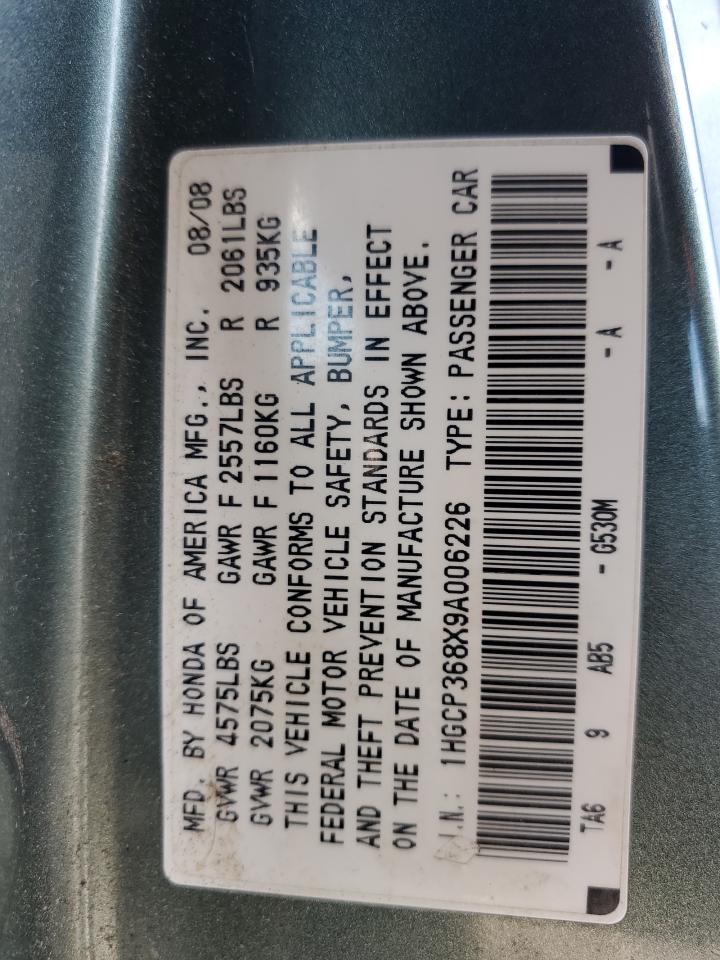 MFD. BY HONDA OF AMERICA MFG., INC. 08/08
GVWR 4575LBS GAWR F 2557LBS R 2061LBS
GVWR 2075KG GAWR F 1160KG R 935KG
THIS VEHICLE CONFORMS TO ALL APPLICABLE
FEDERAL MOTOR VEHICLE SAFETY, BUMPER,
AND THEFT PREVENTION STANDARDS IN EFFECT
ON THE DATE OF MANUFACTURE SHOWN ABOVE.
V.I.N.: 1HGCP368X9A006226 TYPE: PASSENGER CAR
TA6 9 AB5 - G530M - A - A